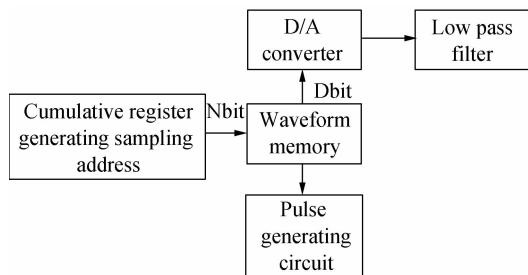 D/A
converter
Low pass
filter
Dbit
Cumulative register
generating sampling
address
Nbit
Waveform
memory
Pulse
generating
circuit